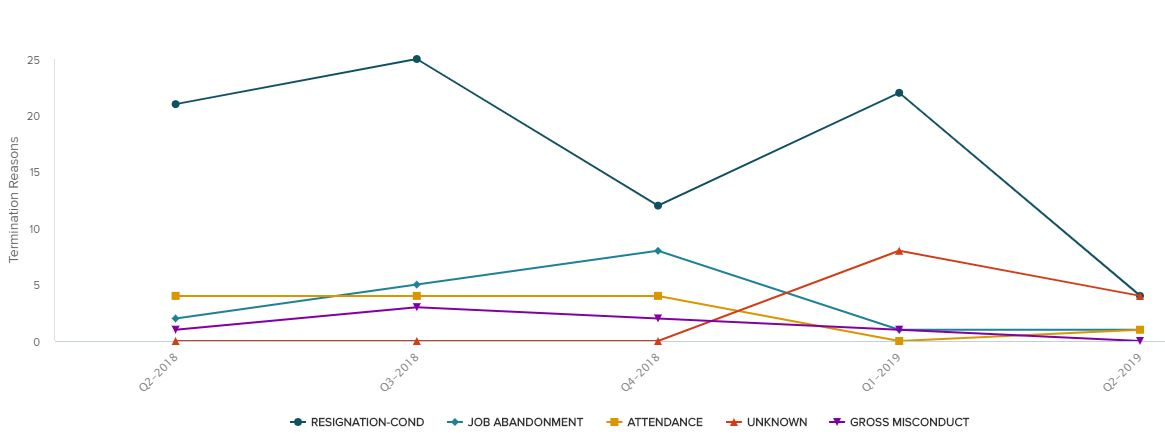 Termination Reasons
25
20
15
10
5
0
Q2-2018
Q3-2018
Q4-2018
Q1-2019
Q2-2019
RESIGNATION-COND
JOB ABANDONMENT
ATTENDANCE
UNKNOWN
GROSS MISCONDUCT